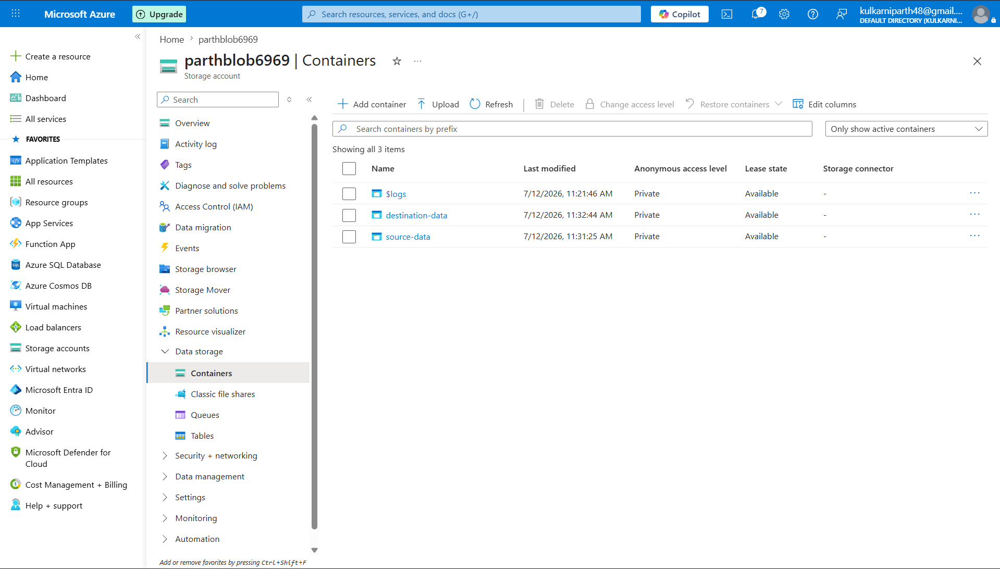 Microsoft Azure
Upgrade
Search resources, services, and docs (G+/)
Copilot
7
kulkarniparth48@gmail....
DEFAULT DIRECTORY (KULKARNI...
Create a resource
Home
Dashboard
All services
FAVORITES
Application Templates
All resources
Resource groups
App Services
Function App
Azure SQL Database
Azure Cosmos DB
Virtual machines
Load balancers
Storage accounts
Virtual networks
Microsoft Entra ID
Monitor
Advisor
Microsoft Defender for
Cloud
Cost Management + Billing
Help + support
Home > parthblob6969
parthblob6969 | Containers
Storage account
Search
Overview
Activity log
Tags
Diagnose and solve problems
Access Control (IAM)
Data migration
Events
Storage browser
Storage Mover
Partner solutions
Resource visualizer
Data storage
Containers
Classic file shares
Queues
Tables
Security + networking
Data management
Settings
Monitoring
Automation
Add or remove favorites by pressing Ctrl+Shift+F
Add container Upload Refresh Delete Change access level Restore containers Edit columns
Search containers by prefix
Only show active containers
Showing all 3 items
Name Last modified Anonymous access level Lease state Storage connector
$logs 7/12/2026, 11:21:46 AM Private Available -
destination-data 7/12/2026, 11:32:44 AM Private Available -
source-data 7/12/2026, 11:31:25 AM Private Available -